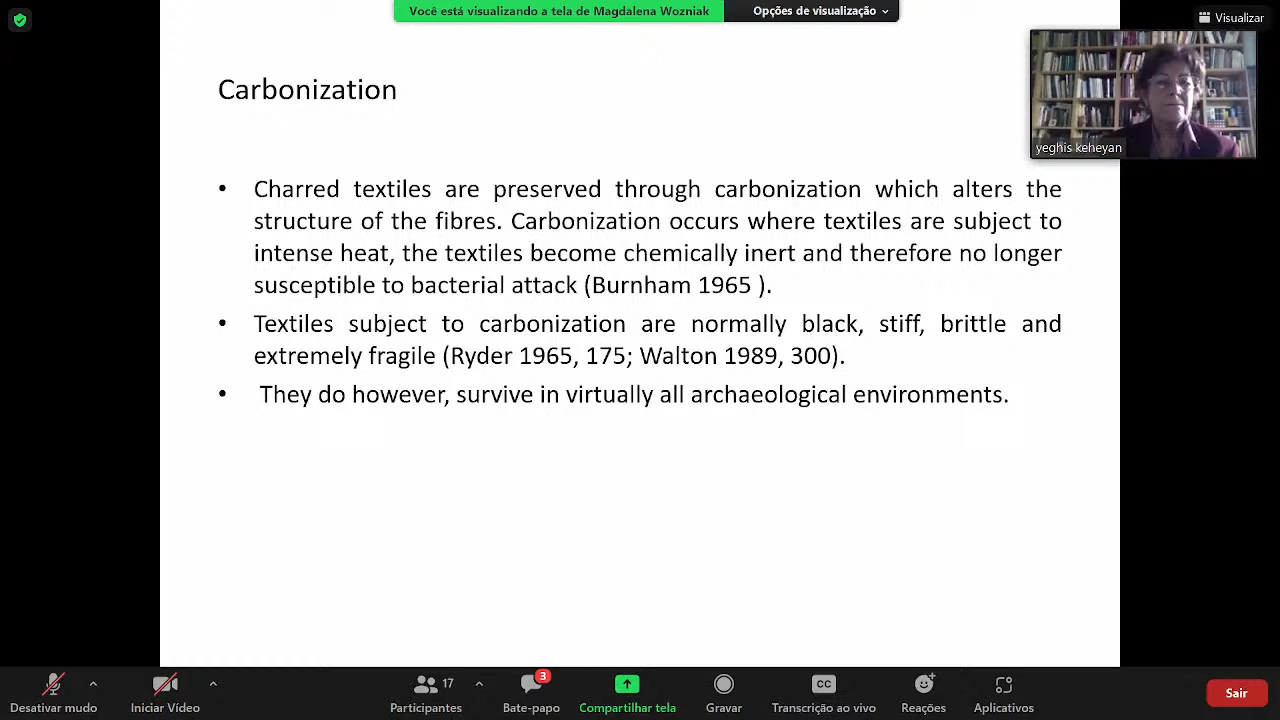 Você está visualizando a tela de Magdalena Wozniak
Opções de visualização
Visualizar
Carbonization
yeghis keheyan
• Charred textiles are preserved through carbonization which alters the
structure of the fibres. Carbonization occurs where textiles are subject to
intense heat, the textiles become chemically inert and therefore no longer
susceptible to bacterial attack (Burnham 1965 ).
• Textiles subject to carbonization are normally black, stiff, brittle and
extremely fragile (Ryder 1965, 175; Walton 1989, 300).
• They do however, survive in virtually all archaeological environments.
17
3
CC
Desativar mudo
Iniciar Vídeo
Participantes
Bate-papo
Compartilhar tela
Gravar
Transcrição ao vivo
Reações
Aplicativos
Sair